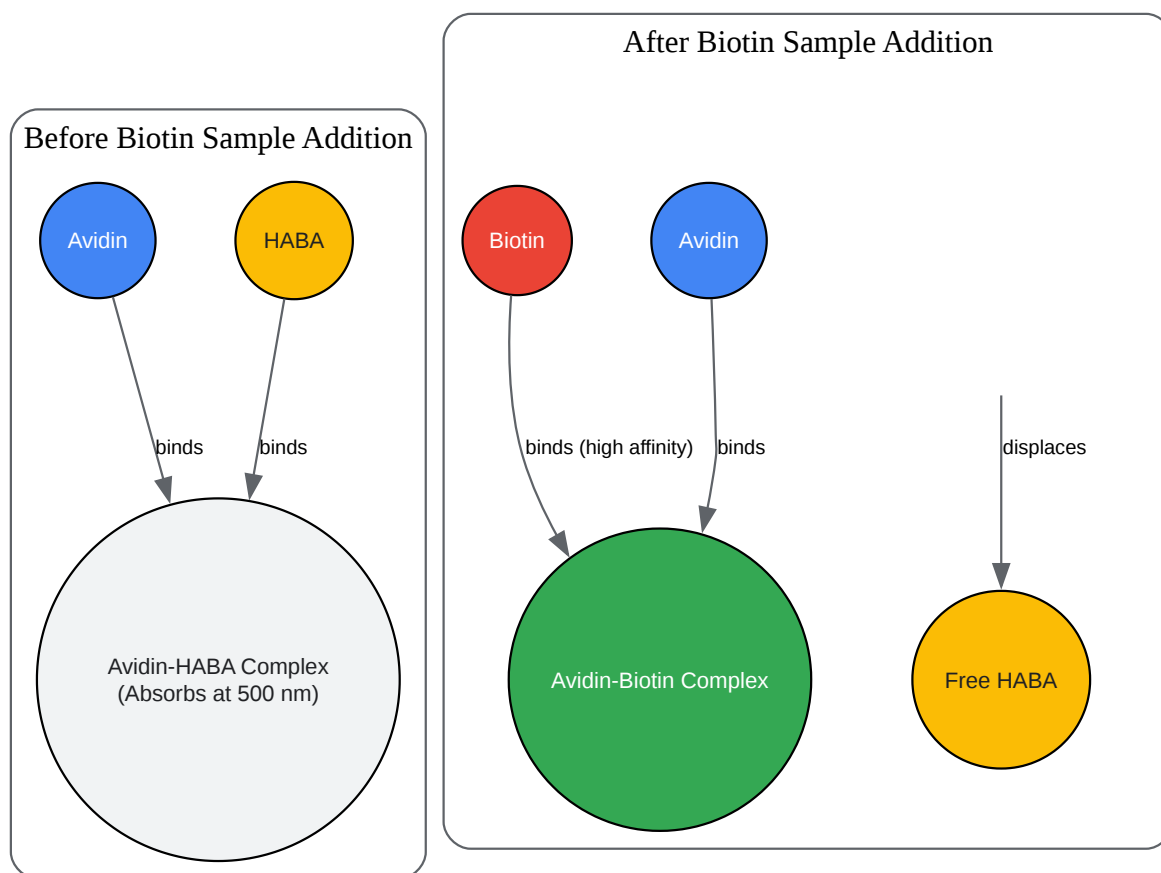 Before Biotin Sample Addition
Avidin
HABA
binds
binds
Avidin-HABA Complex
(Absorbs at 500 nm)
After Biotin Sample Addition
Biotin
Avidin
binds (high affinity)
binds
displaces
Avidin-Biotin Complex
Free HABA